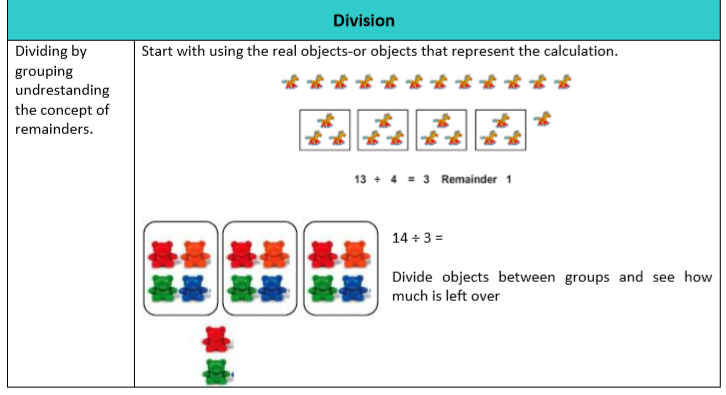 Division
Dividing by
grouping
undrestanding
the concept of
remainders.
Start with using the real objects-or objects that represent the calculation.
13 ÷ 4 = 3 Remainder 1
14 ÷ 3 =
Divide objects between groups and see how
much is left over